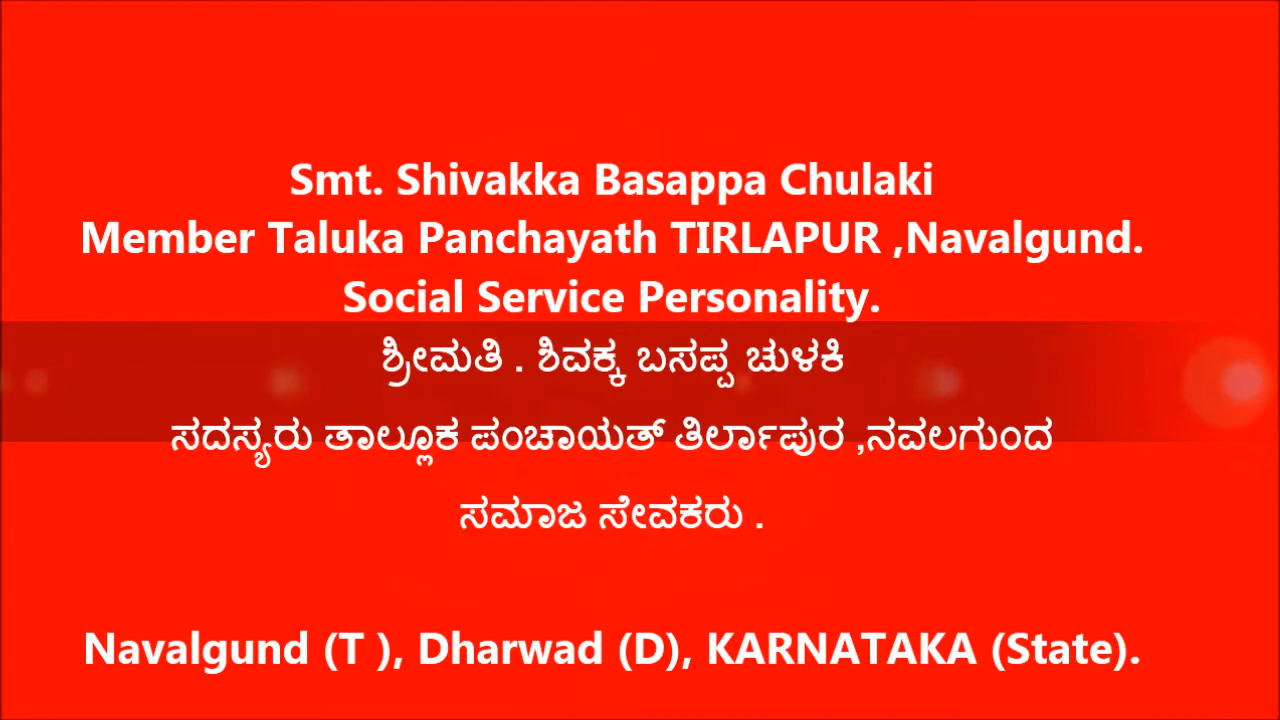 Smt. Shivakka Basappa Chulaki
Member Taluka Panchayath TIRLAPUR ,Navalgund.
Social Service Personality.
ಶ್ರೀಮತಿ . ಶಿವಕ್ಕ ಬಸಪ್ಪ ಚುಳಕಿ
ಸದಸ್ಯರು ತಾಲ್ಲೂಕ ಪಂಚಾಯತ್ ತಿರ್ಲಾಪುರ ,ನವಲಗುಂದ
ಸಮಾಜ ಸೇವಕರು .
Navalgund (T ), Dharwad (D), KARNATAKA (State).